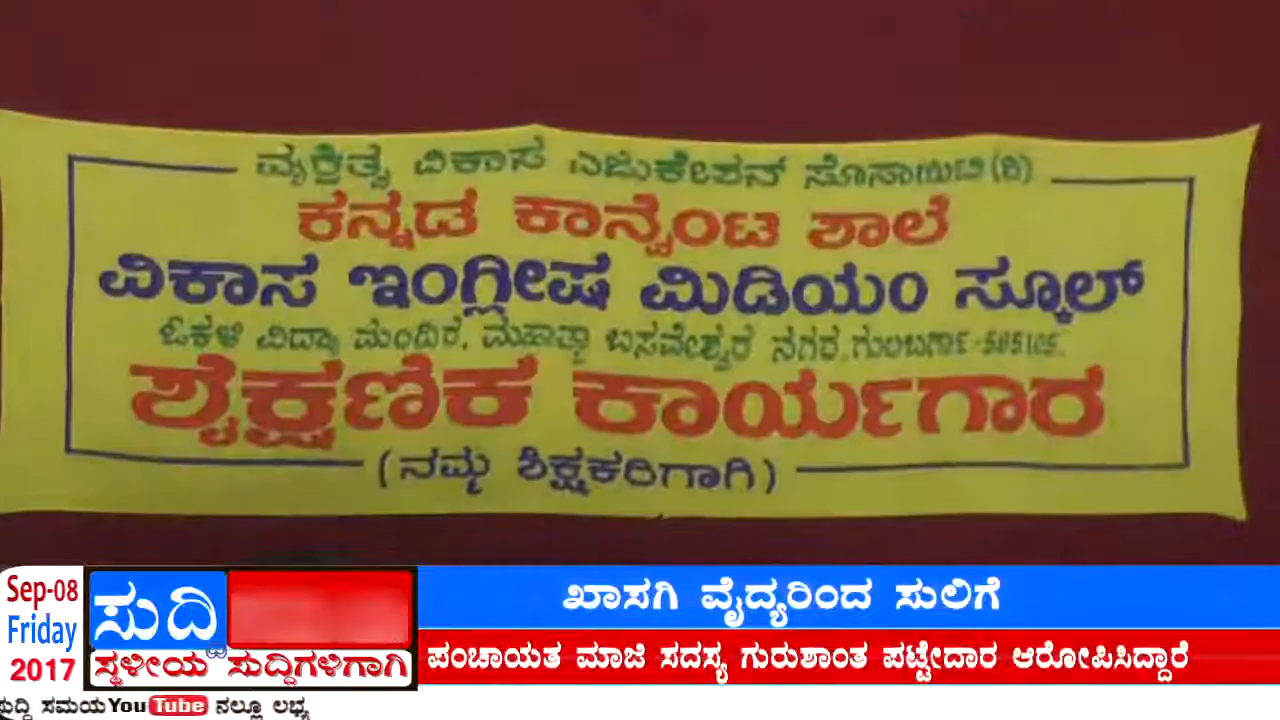 ವ್ಯಕ್ತಿತ್ವ ವಿಕಾಸ ಎಜುಕೇಶನ್ ಸೊಸಾಯಿಟಿ(ರಿ)
ಕನ್ನಡ ಕಾನ್ವೆಂಟ ಶಾಲೆ
ವಿಕಾಸ ಇಂಗ್ಲೀಷ ಮಿಡಿಯಂ ಸ್ಕೂಲ್
ಓಕಳಿ ವಿದ್ಯಾ ಮಂದಿರ, ಮಹಾತ್ಮಾ ಬಸವೇಶ್ವರ ನಗರ, ಗುಲಬರ್ಗಾ-585105.
ಶೈಕ್ಷಣಿಕ ಕಾರ್ಯಗಾರ
(ನಮ್ಮ ಶಿಕ್ಷಕರಿಗಾಗಿ)
Sep-08
Friday
2017
ಸುದ್ದಿ
ಸ್ಥಳೀಯ ಸುದ್ದಿಗಳಿಗಾಗಿ
ಖಾಸಗಿ ವೈದ್ಯರಿಂದ ಸುಲಿಗೆ
ಪಂಚಾಯತ ಮಾಜಿ ಸದಸ್ಯ ಗುರುಶಾಂತ ಪಟ್ಟೇದಾರ ಆರೋಪಿಸಿದ್ದಾರೆ
ಸುದ್ದಿ ಸಮಯ YouTube ನಲ್ಲೂ ಲಭ್ಯ